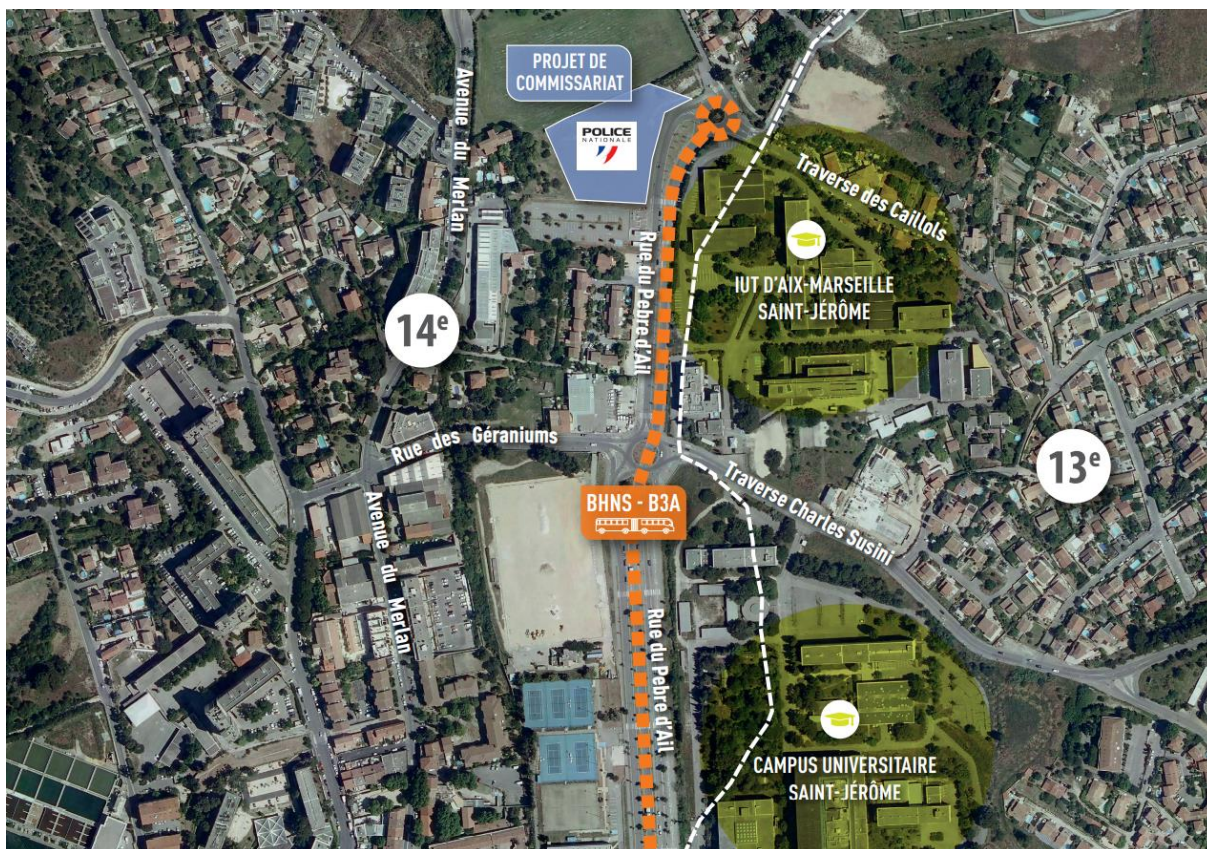 PROJET DE
COMMISSARIAT
POLICE
NATIONALE
Avenue du Merlan
Traverse des Caillols
Rue du Pebre d'Ail
IUT D'AIX-MARSEILLE
SAINT-JÉRÔME
14e
Rue des Géraniums
13e
Traverse Charles Susini
BHNS - B3A
Avenue du Merlan
Rue du Pebre d'Ail
CAMPUS UNIVERSITAIRE
SAINT-JÉRÔME